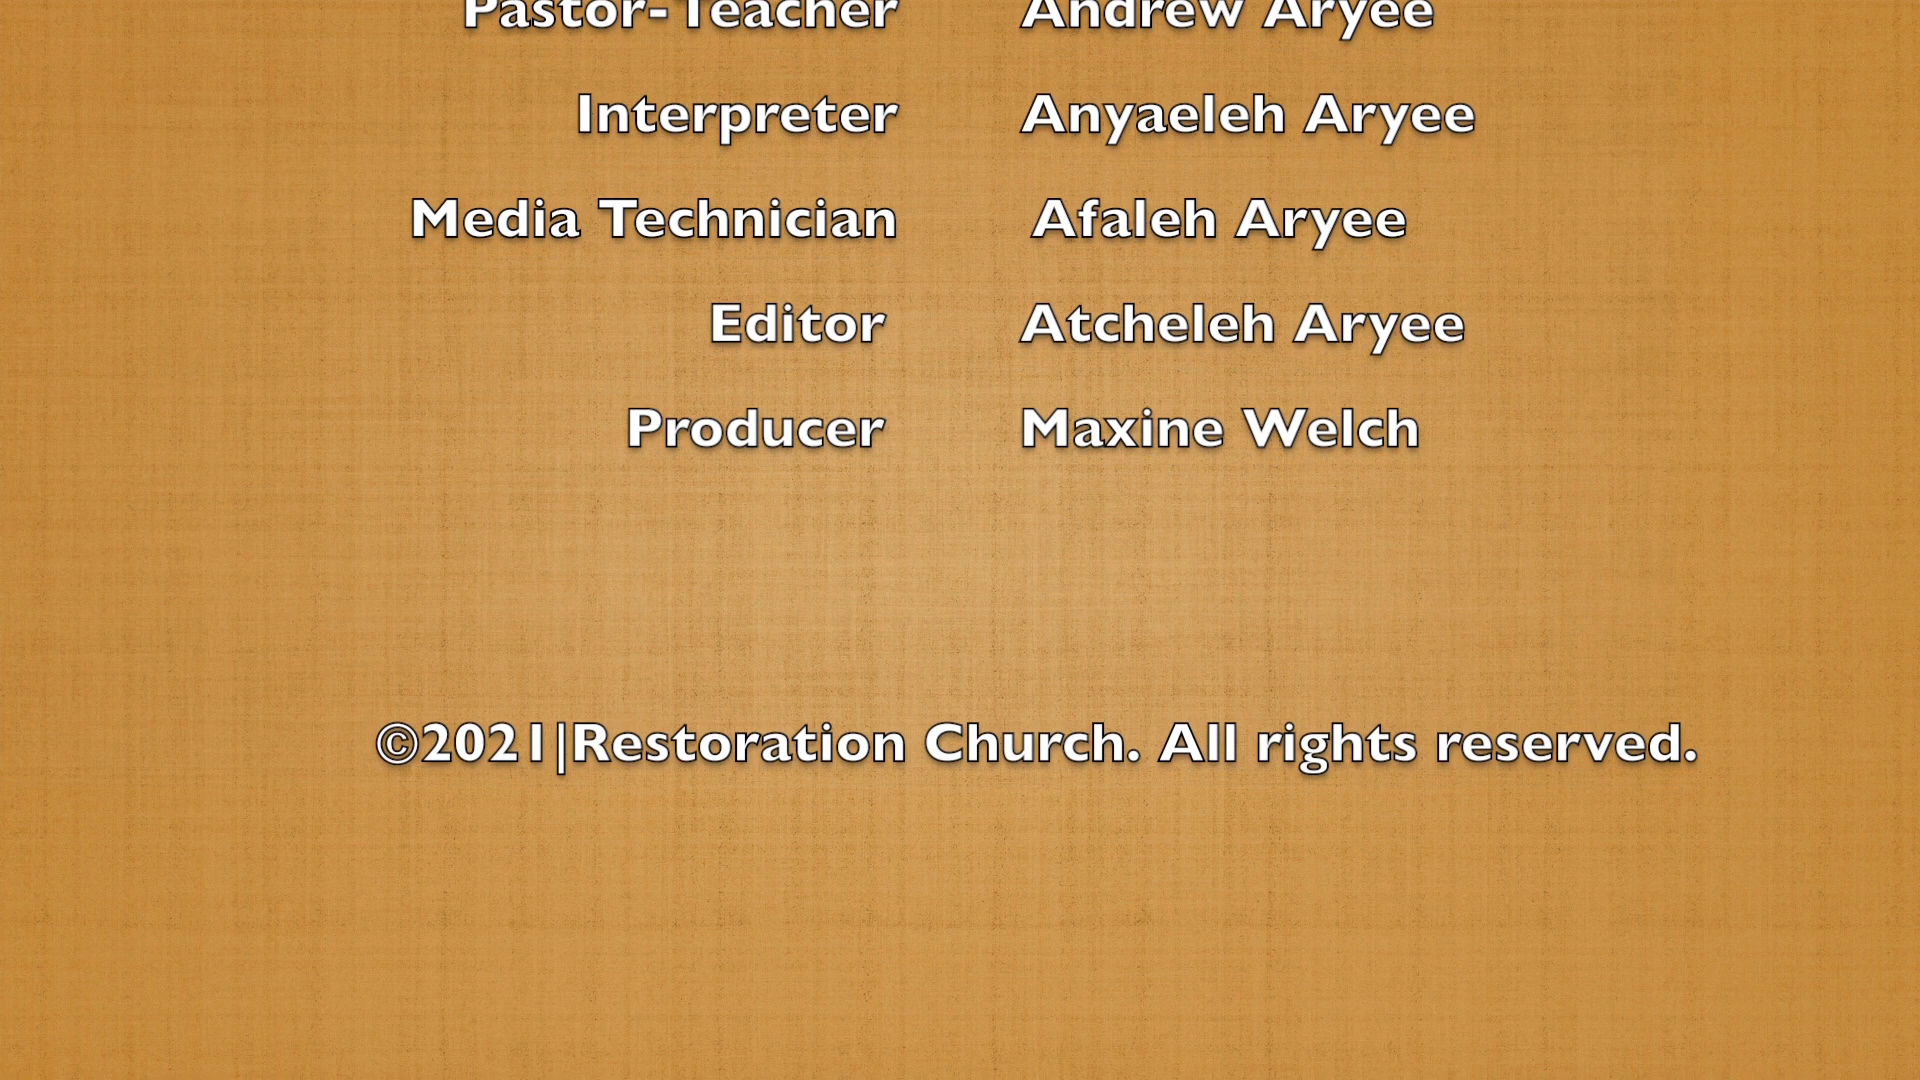 Pastor-Teacher Andrew Aryee
Interpreter Anyaeleh Aryee
Media Technician Afaleh Aryee
Editor Atcheleh Aryee
Producer Maxine Welch
©2021|Restoration Church. All rights reserved.